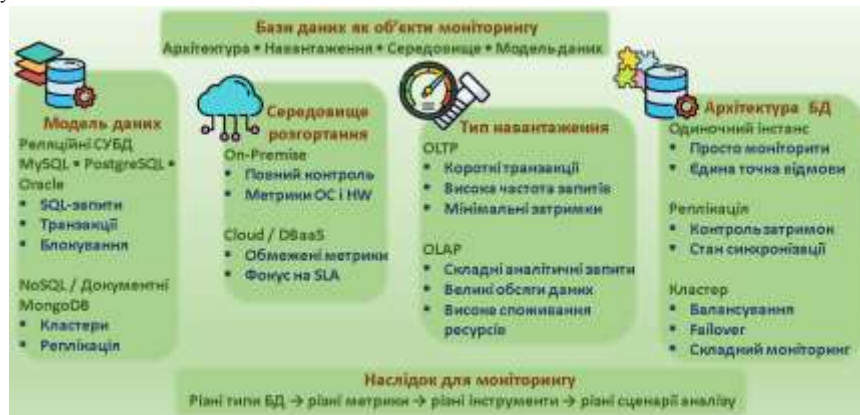 Бази даних як об'єкти моніторингу
Архітектура • Навантаження • Середовище • Модель даних
Модель даних
Реляційні СУБД
MySQL • PostgreSQL •
Oracle
• SQL-запити
• Транзакції
• Блокування
NoSQL / Документні
MongoDB
• Кластери
• Реплікація
Середовище
розгортання
On-Premise
• Повний контроль
• Метрики ОС і HW
Cloud / DBaaS
• Обмежені метрики
• Фокус на SLA
Тип навантаження
OLTP
• Короткі транзакції
• Висока частота запитів
• Мінімальні затримки
OLAP
• Складні аналітичні запити
• Великі обсяги даних
• Високе споживання
ресурсів
Архітектура БД
Одиночний інстанс
• Просто моніторити
• Єдина точка відмови
Реплікація
• Контроль затримок
• Стан синхронізації
Кластер
• Балансування
• Failover
• Складний моніторинг
Наслідок для моніторингу
Різні типи БД → різні метрики → різні інструменти → різні сценарії аналізу